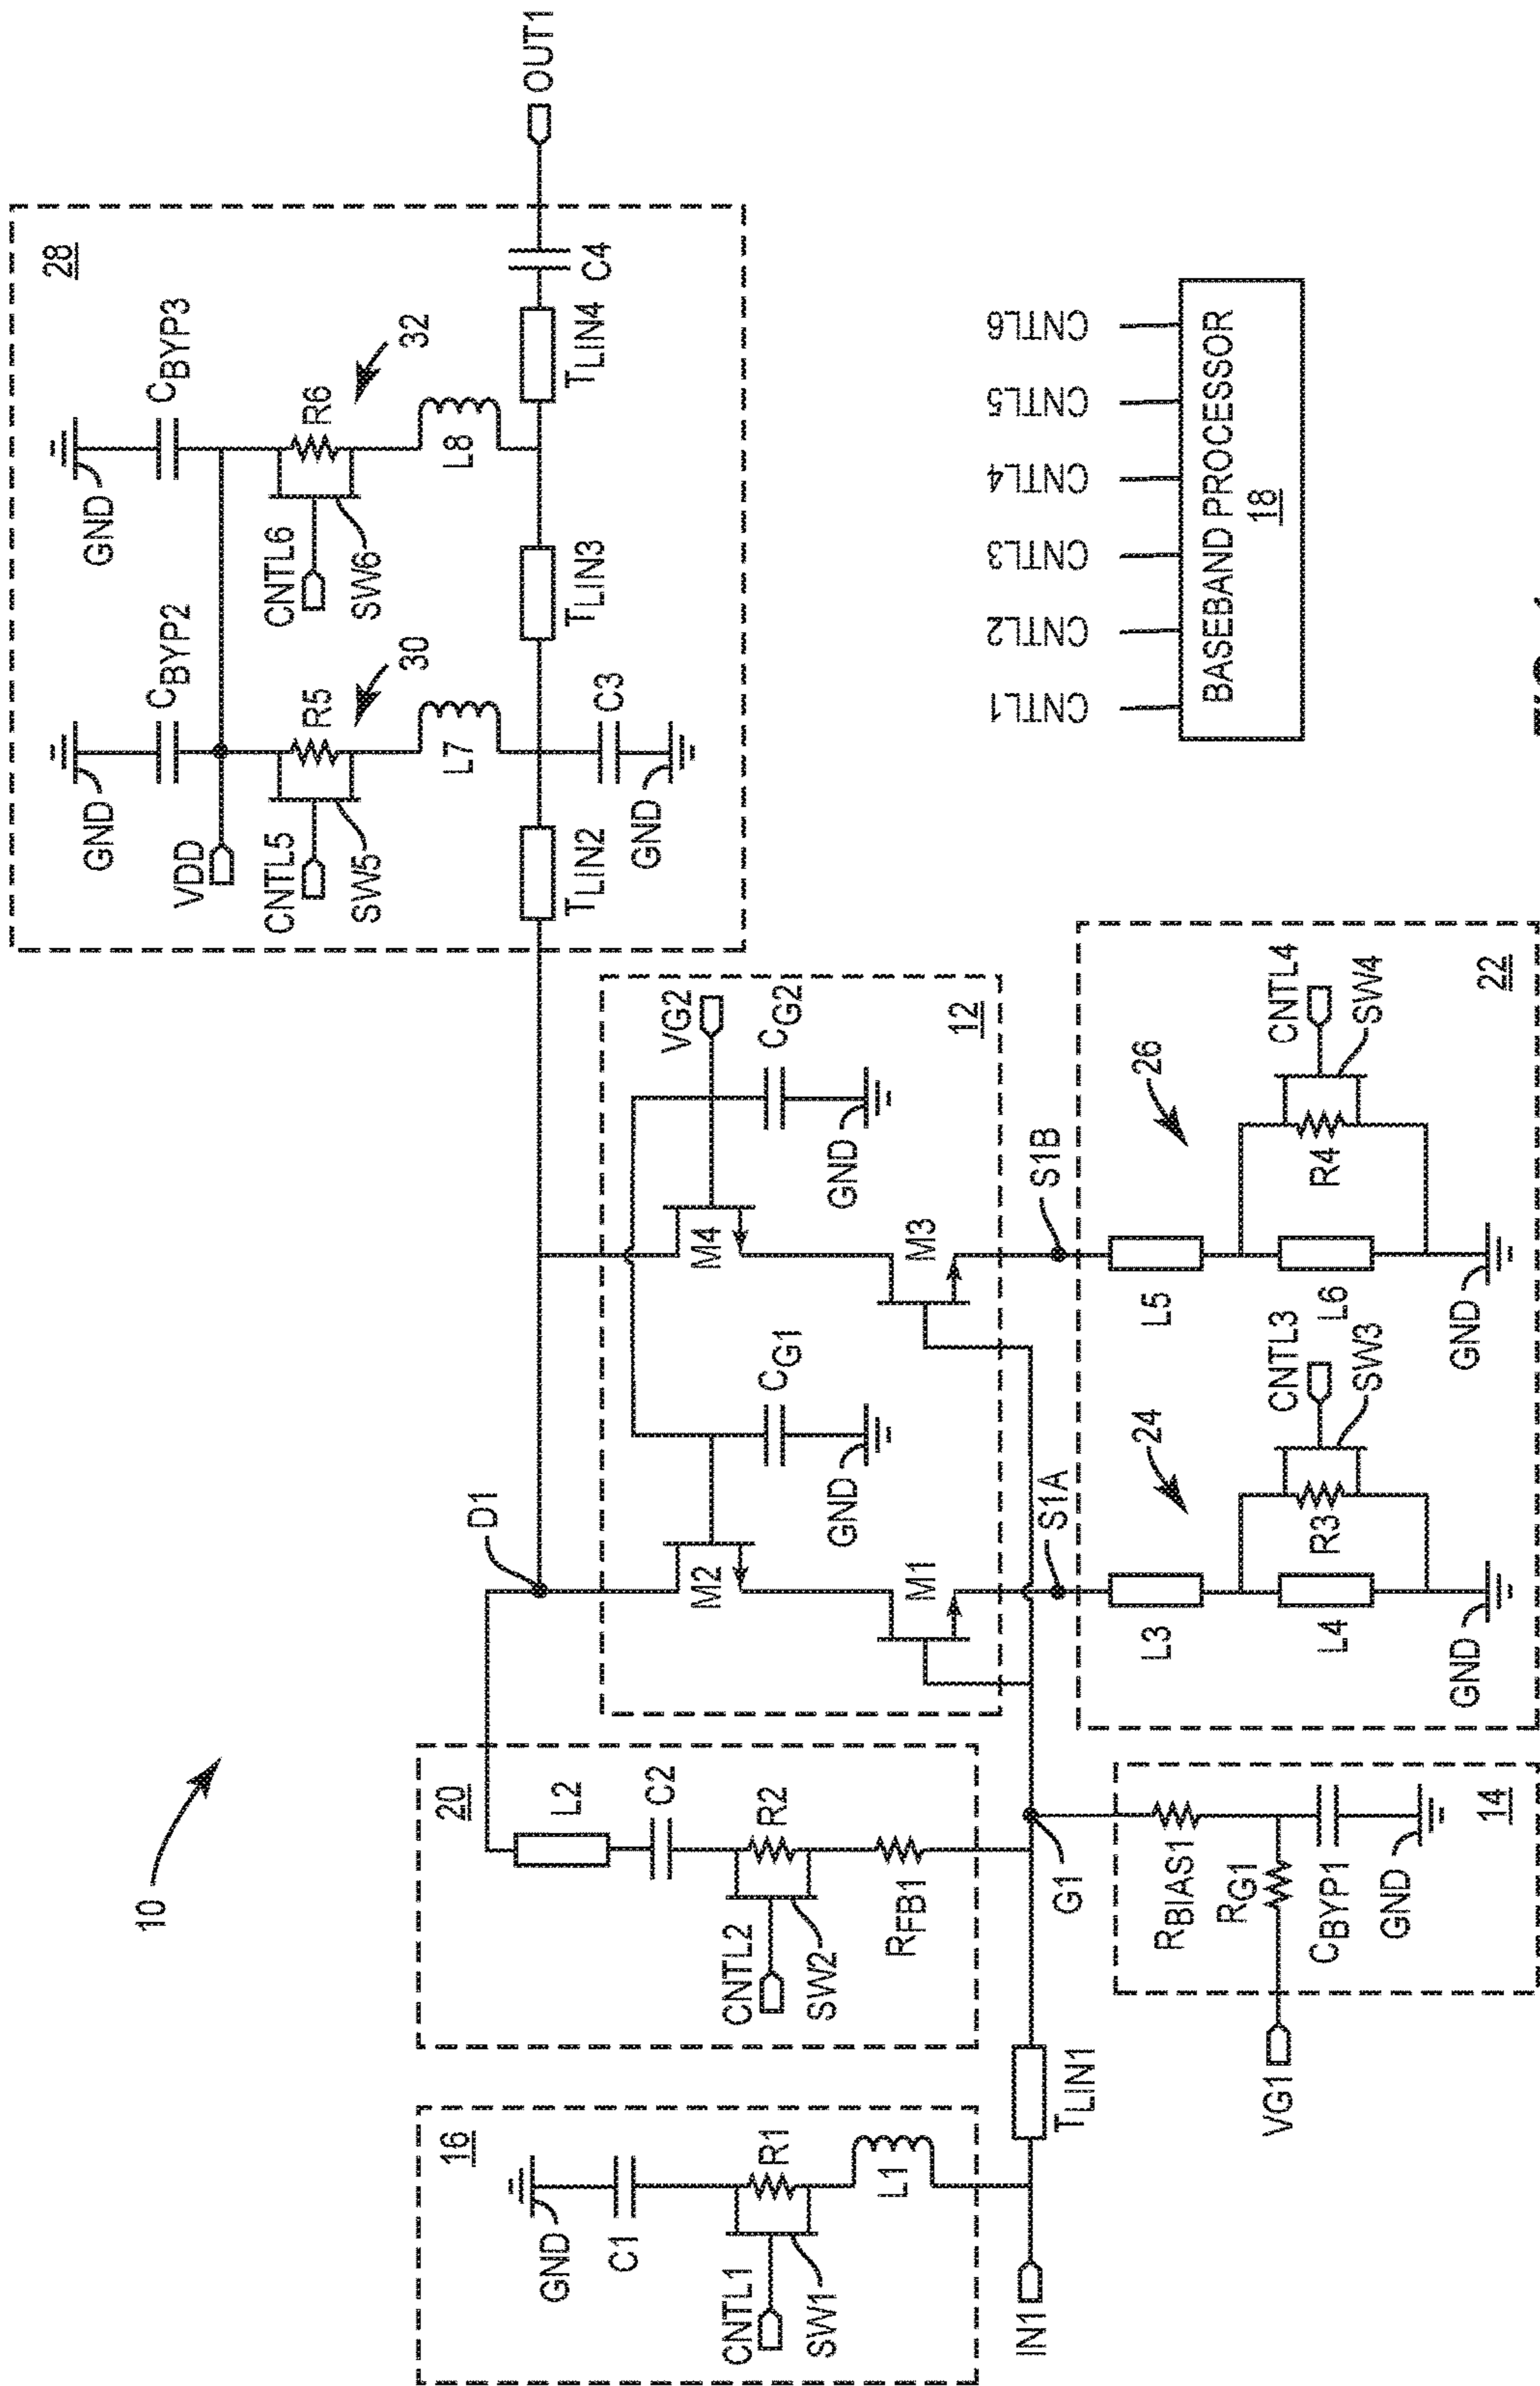 10
28
GND
CBYP2
GND
CBYP3
VDD
CNTL5
SW5
R5
30
L7
CNTL6
SW6
R6
32
L8
TLIN2
C3
GND
TLIN3
TLIN4
C4
OUT1
D1
16
GND
C1
CNTL1
SW1
R1
L1
IN1
TLIN1
20
L2
C2
CNTL2
SW2
R2
RFB1
G1
12
M2
CG1
GND
M1
M4
VG2
CG2
GND
M3
S1A
S1B
14
RBIAS1
RG1
VG1
CBYP1
GND
22
24
L3
L4
R3
CNTL3
SW3
GND
26
L5
L6
R4
CNTL4
SW4
GND
CNTL1
CNTL2
CNTL3
CNTL4
CNTL5
CNTL6
BASEBAND PROCESSOR
18